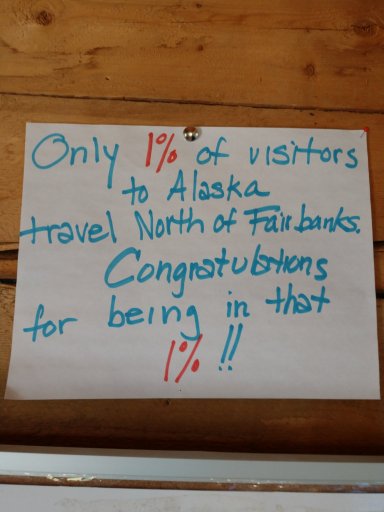 Only 1% of visitors
to Alaska
travel North of Fairbanks.
Congratulations
for being in that
1% !!